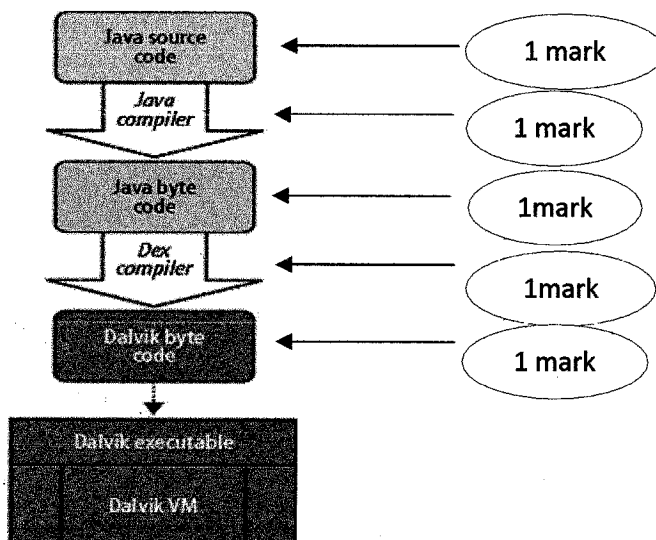 Java source
code
1 mark
Java
compiler
1 mark
Java byte
code
1mark
Dex
compiler
1mark
Dalvik byte
code
1 mark
Dalvik executable
Dalvik VM